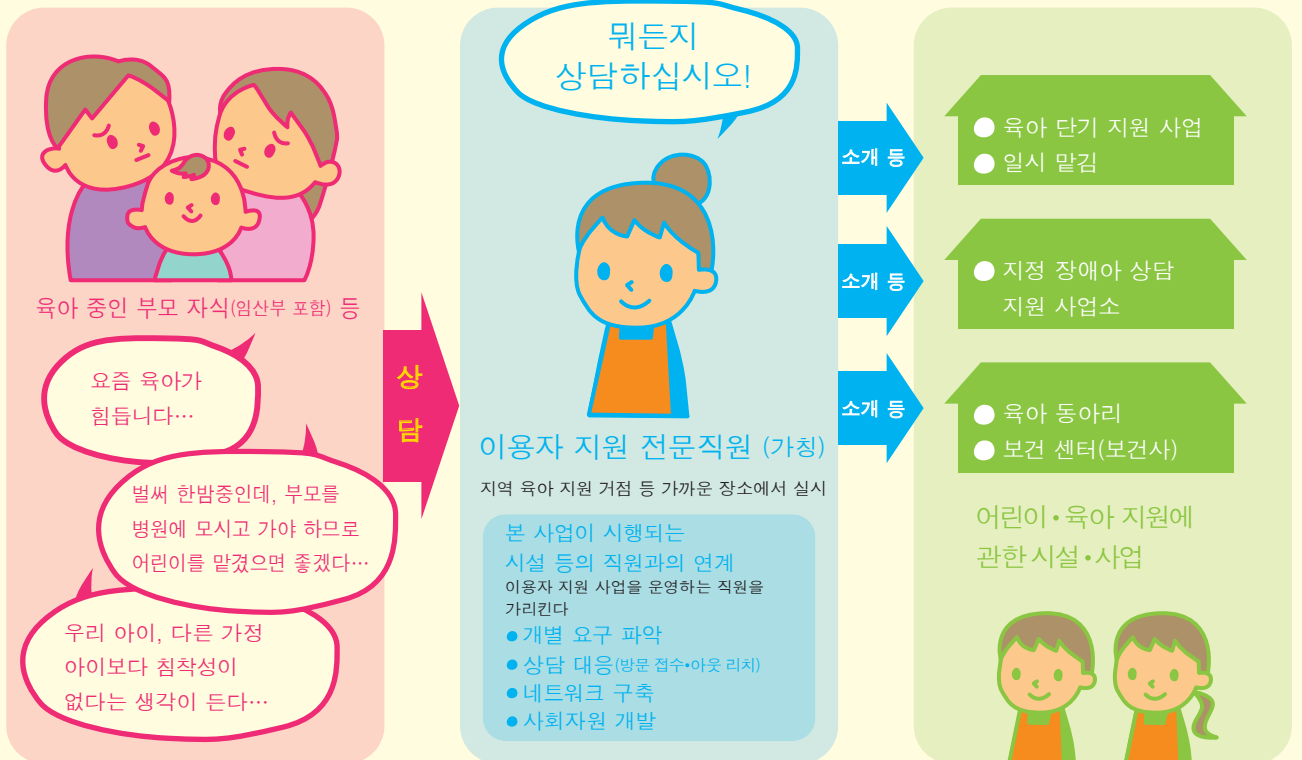 육아 중인 부모 자식(임산부 포함) 등
요즘 육아가
힘듭니다…
벌써 한밤중인데, 부모를
병원에 모시고 가야 하므로
어린이를 맡겼으면 좋겠다…
우리 아이, 다른 가정
아이보다 침착성이
없다는 생각이 든다…
상
담
뭐든지
상담하십시오!
이용자 지원 전문직원 (가칭)
지역 육아 지원 거점 등 가까운 장소에서 실시
본 사업이 시행되는
시설 등의 직원과의 연계
이용자 지원 사업을 운영하는 직원을
가리킨다
● 개별 요구 파악
● 상담 대응(방문 접수•아웃 리치)
● 네트워크 구축
● 사회자원 개발
소개 등
● 육아 단기 지원 사업
● 일시 맡김
소개 등
● 지정 장애아 상담
지원 사업소
소개 등
● 육아 동아리
● 보건 센터(보건사)
어린이•육아 지원에
관한 시설•사업